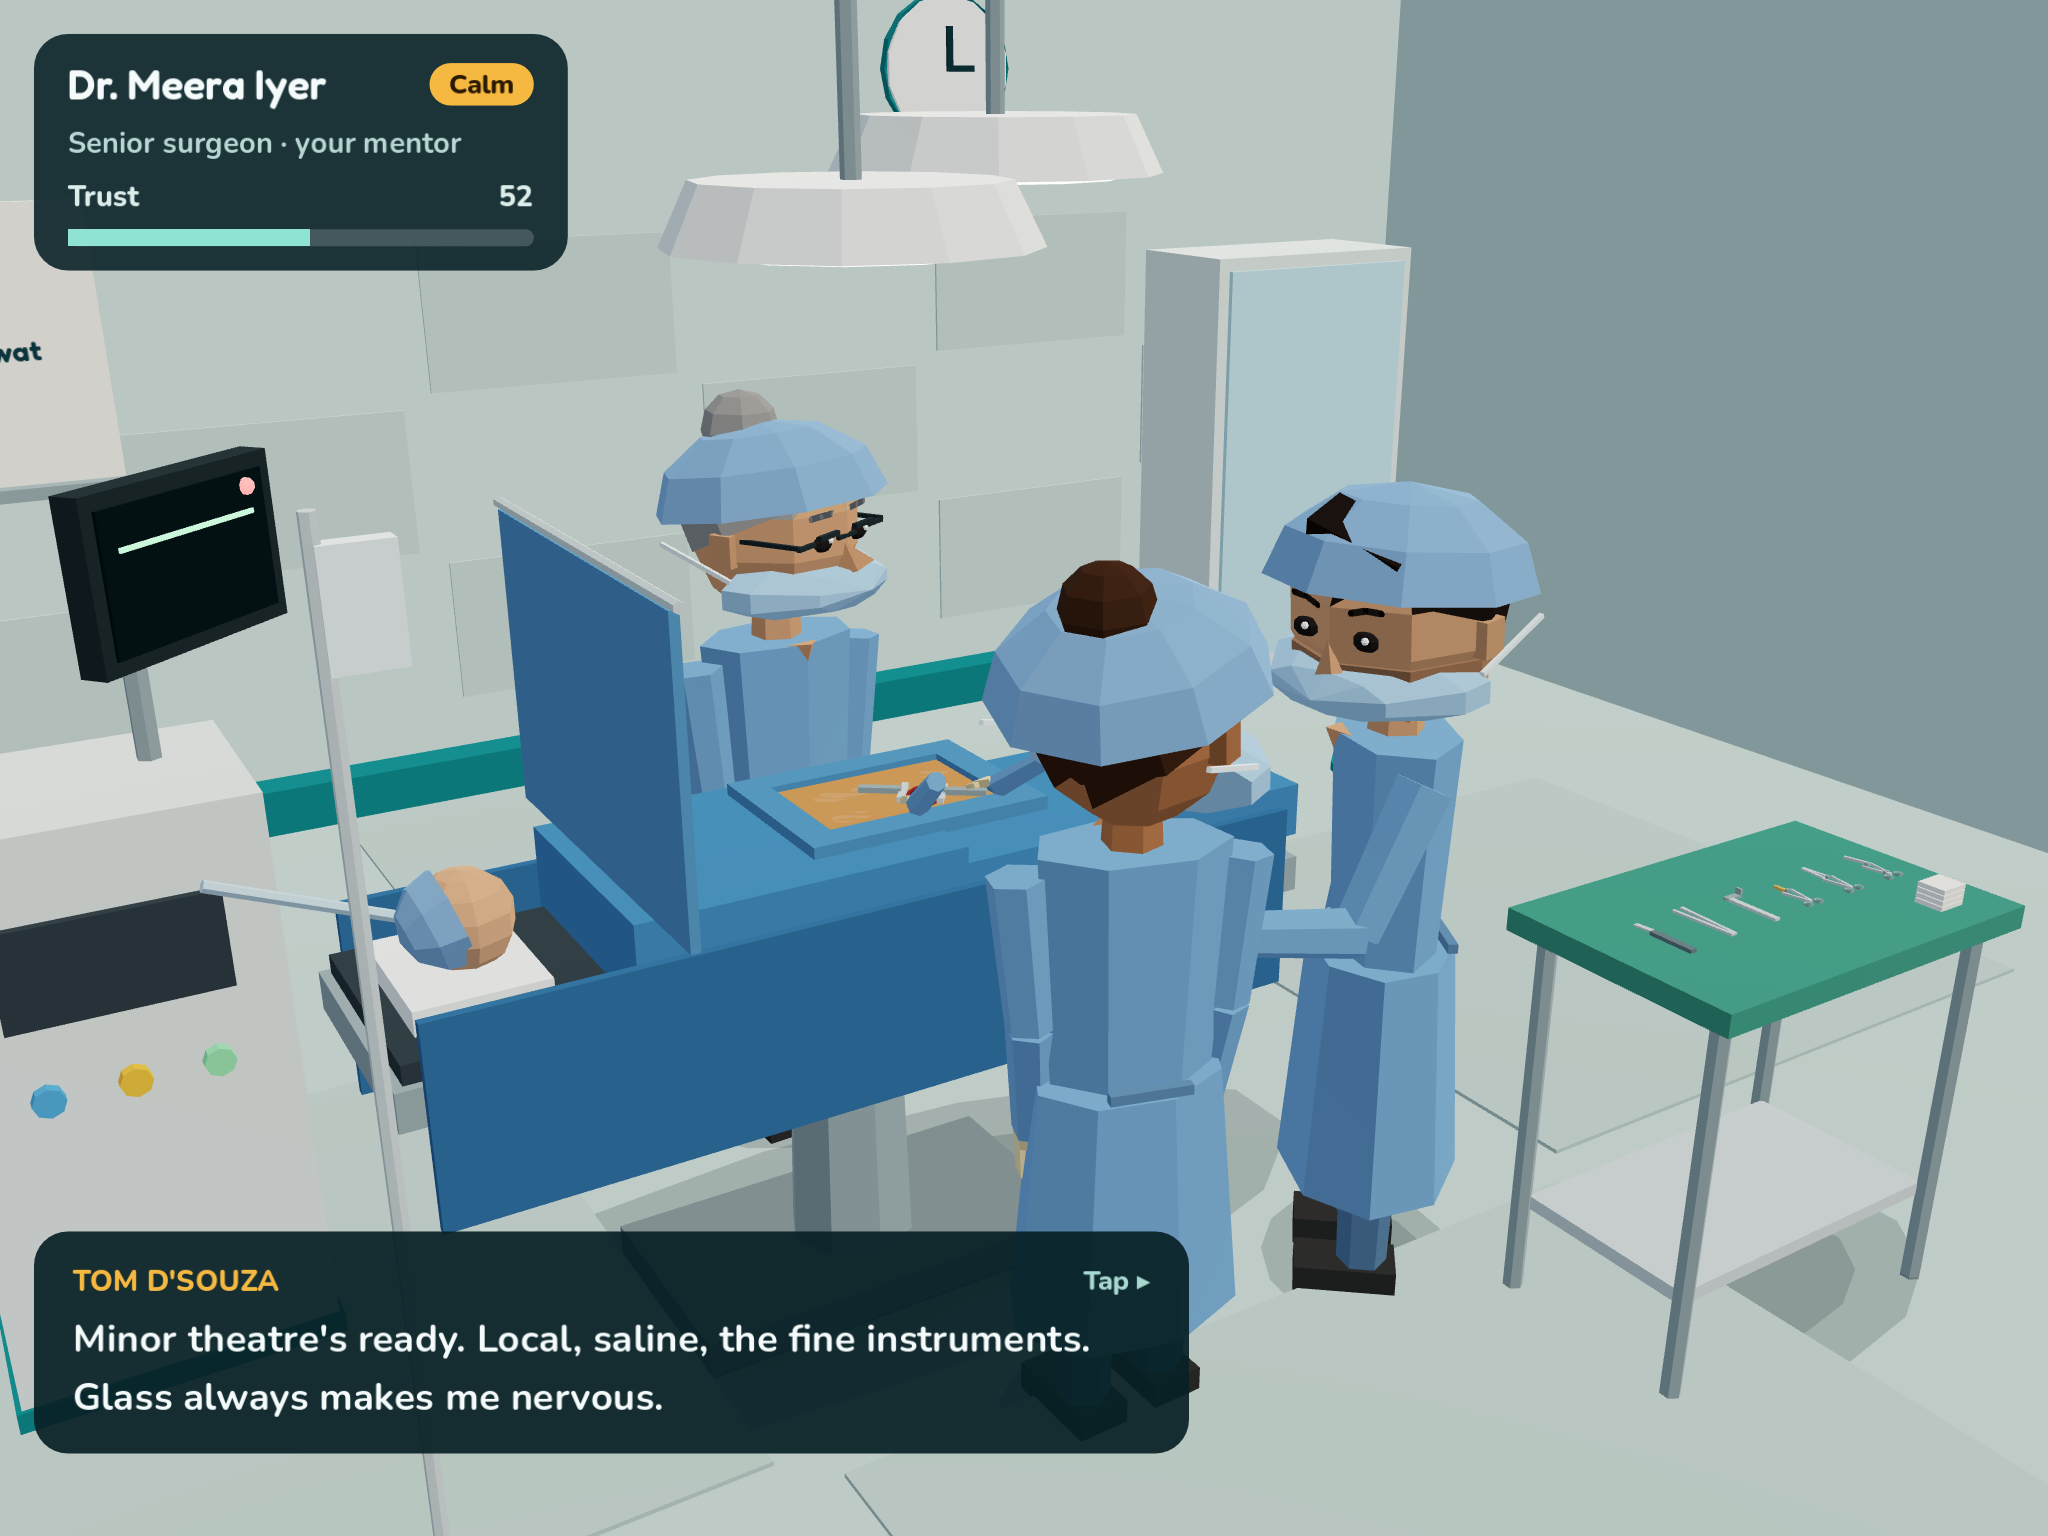 Dr. Meera Iyer
Calm
Senior surgeon · your mentor
Trust
52
wat
TOM D'SOUZA
Tap ▸
Minor theatre's ready. Local, saline, the fine instruments.
Glass always makes me nervous.